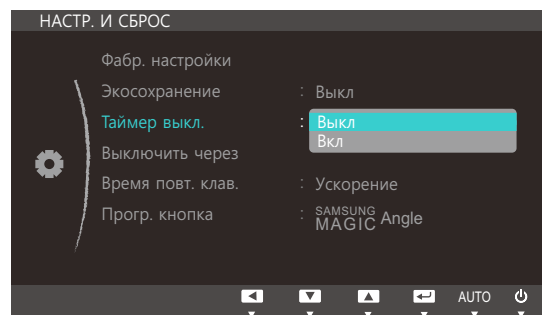 НАСТР. И СБРОС
Фабр. настройки
Экосохранение : Выкл
Таймер выкл. : Выкл
Вкл
Выключить через
Время повт. клав. : Ускорение
Прогр. кнопка : SAMSUNG MAGIC Angle
AUTO